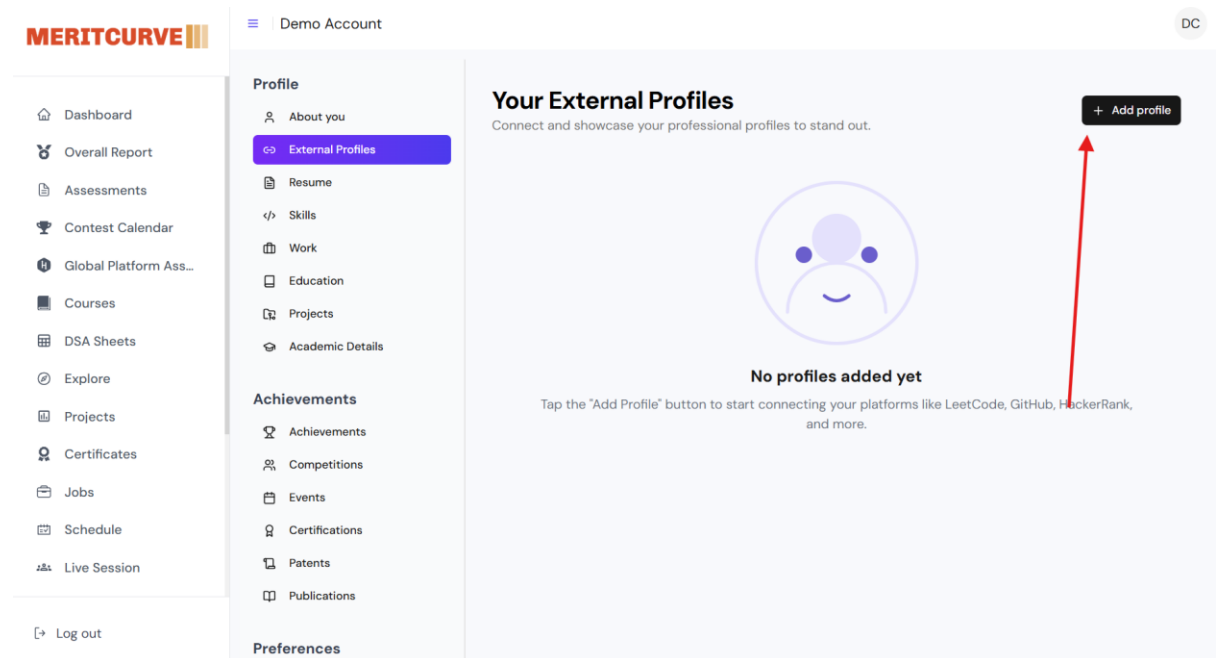 MERITCURVE
Dashboard
Overall Report
Assessments
Contest Calendar
Global Platform Ass...
Courses
DSA Sheets
Explore
Projects
Certificates
Jobs
Schedule
Live Session
Log out
Demo Account
DC
Profile
About you
External Profiles
Resume
Skills
Work
Education
Projects
Academic Details
Achievements
Achievements
Competitions
Events
Certifications
Patents
Publications
Preferences
Your External Profiles
Connect and showcase your professional profiles to stand out.
+ Add profile
No profiles added yet
Tap the "Add Profile" button to start connecting your platforms like LeetCode, GitHub, HackerRank,
and more.